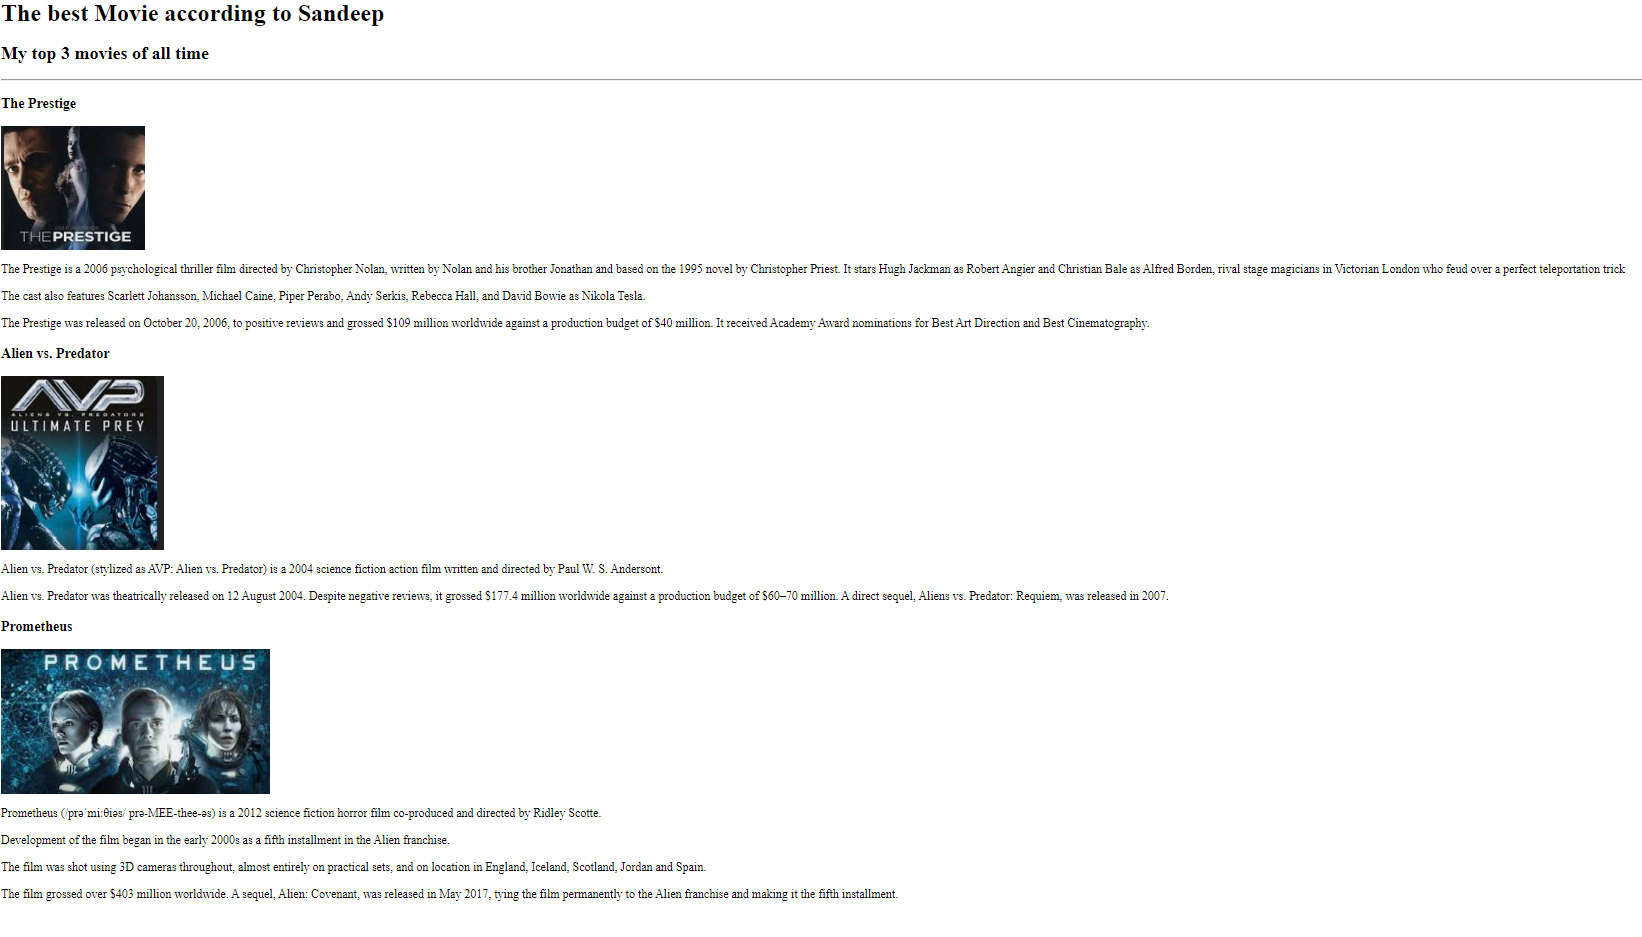 The best Movie according to Sandeep
My top 3 movies of all time
The Prestige
THEPRESTIGE
The Prestige is a 2006 psychological thriller film directed by Christopher Nolan, written by Nolan and his brother Jonathan and based on the 1995 novel by Christopher Priest. It stars Hugh Jackman as Robert Angier and Christian Bale as Alfred Borden, rival stage magicians in Victorian London who feud over a perfect teleportation trick
The cast also features Scarlett Johansson, Michael Caine, Piper Perabo, Andy Serkis, Rebecca Hall, and David Bowie as Nikola Tesla.
The Prestige was released on October 20, 2006, to positive reviews and grossed $109 million worldwide against a production budget of $40 million. It received Academy Award nominations for Best Art Direction and Best Cinematography.
Alien vs. Predator
AVP
ALIENS VS. PREDATORS
ULTIMATE PREY
Alien vs. Predator (stylized as AVP: Alien vs. Predator) is a 2004 science fiction action film written and directed by Paul W. S. Andersont.
Alien vs. Predator was theatrically released on 12 August 2004. Despite negative reviews, it grossed $177.4 million worldwide against a production budget of $60–70 million. A direct sequel, Aliens vs. Predator: Requiem, was released in 2007.
Prometheus
PROMETHEUS
Prometheus (/prəˈmiːθiəs/ prə-MEE-thee-əs) is a 2012 science fiction horror film co-produced and directed by Ridley Scotte.
Development of the film began in the early 2000s as a fifth installment in the Alien franchise.
The film was shot using 3D cameras throughout, almost entirely on practical sets, and on location in England, Iceland, Scotland, Jordan and Spain.
The film grossed over $403 million worldwide. A sequel, Alien: Covenant, was released in May 2017, tying the film permanently to the Alien franchise and making it the fifth installment.